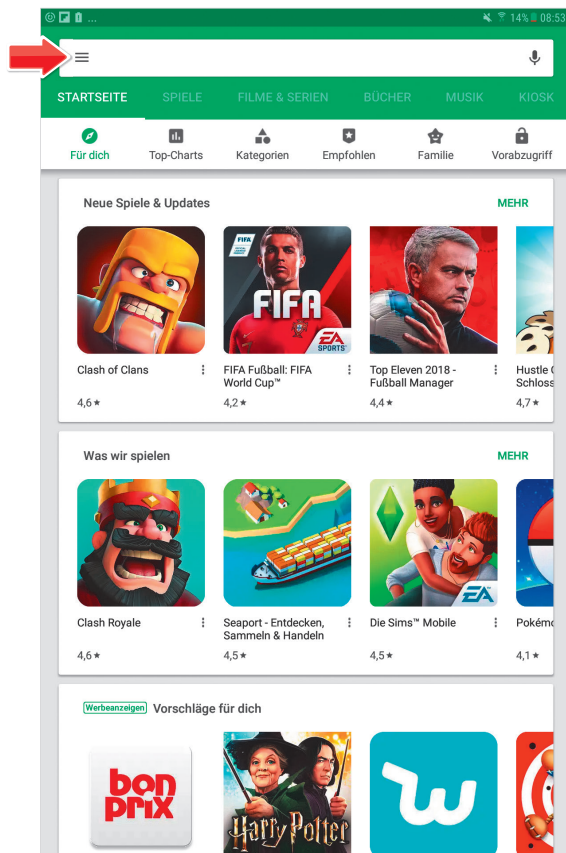 ... 14% 08:53
STARTSEITE SPIELE FILME & SERIEN BÜCHER MUSIK KIOSK
Für dich Top-Charts Kategorien Empfohlen Familie Vorabzugriff
Neue Spiele & Updates MEHR
FIFA
FIFA
EA
SPORTS
Clash of Clans FIFA Fußball: FIFA Top Eleven 2018 - Hustle
World Cup™ Fußball Manager Schloss
4,6★ 4,2★ 4,4★ 4,7★
Was wir spielen MEHR
EA
Clash Royale Seaport - Entdecken, Die Sims™ Mobile Pokém
Sammeln & Handeln
4,6★ 4,5★ 4,5★ 4,1★
Werbeanzeigen Vorschläge für dich
bon
prix
Harry Potter
w